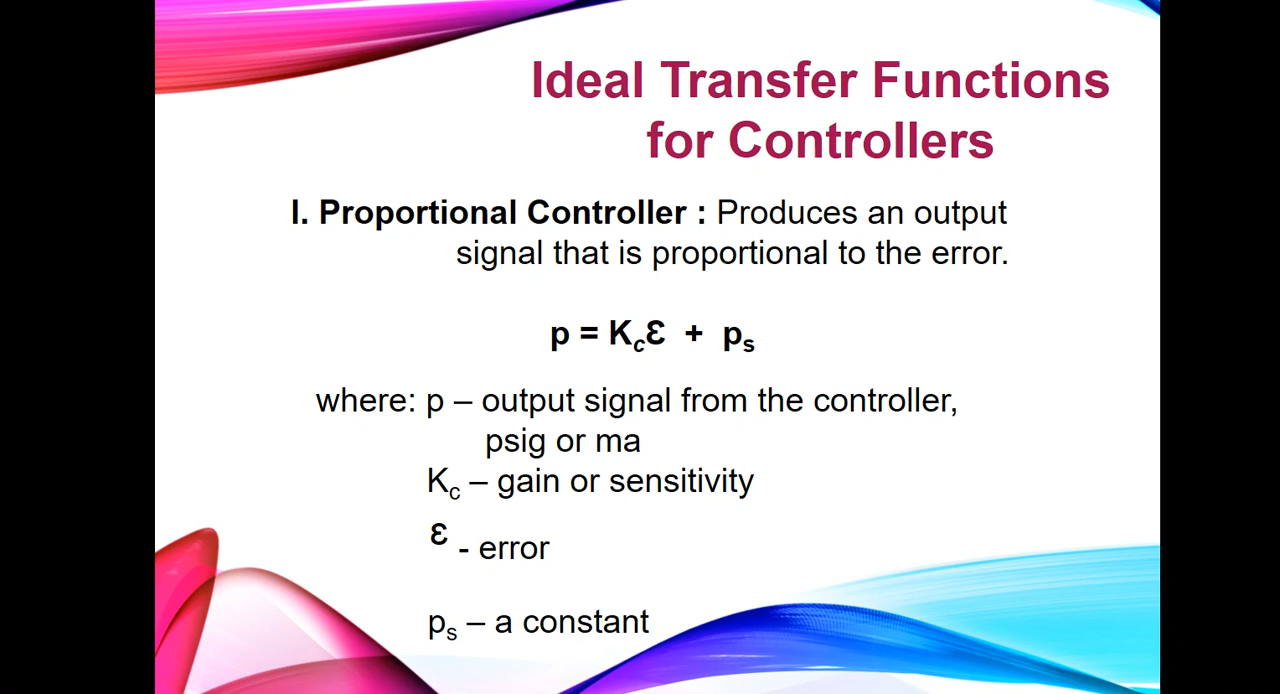 Ideal Transfer Functions
for Controllers
I. Proportional Controller : Produces an output
signal that is proportional to the error.
p = KcƐ + ps
where: p – output signal from the controller,
psig or ma
Kc – gain or sensitivity
ε - error
ps – a constant